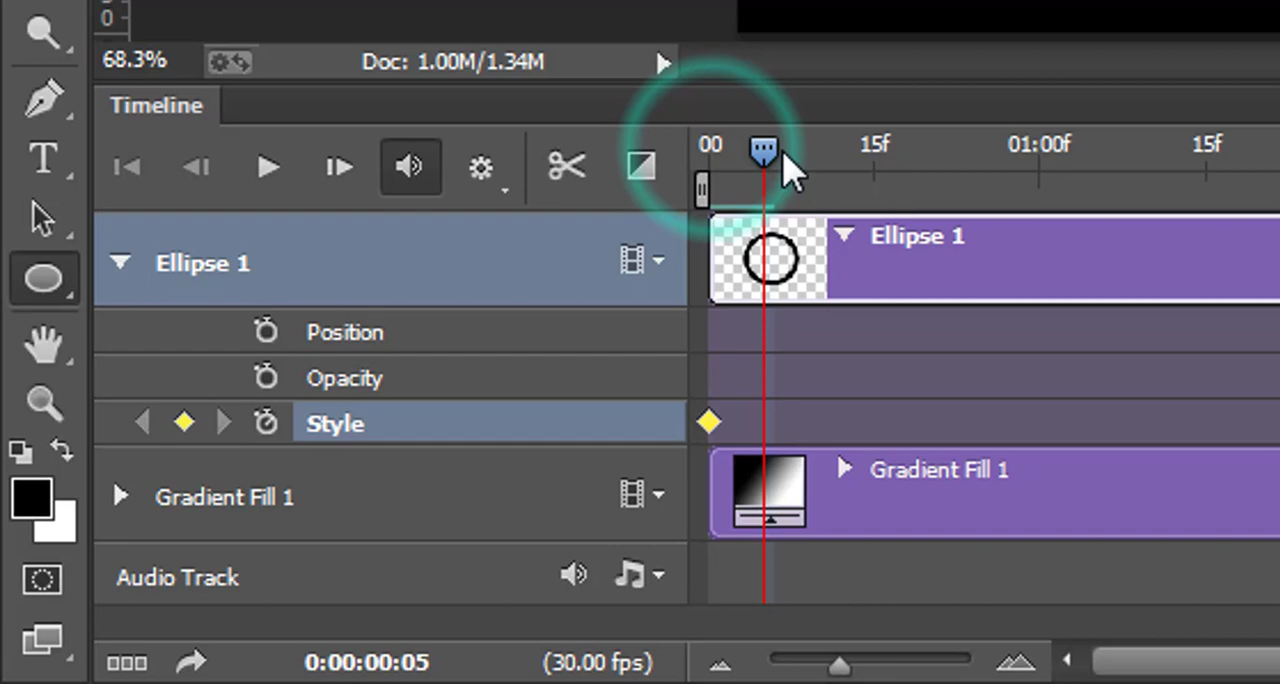 0
68.3%
Doc: 1.00M/1.34M
Timeline
00
15f
01:00f
15f
Ellipse 1
Ellipse 1
Position
Opacity
Style
Gradient Fill 1
Gradient Fill 1
Audio Track
0:00:00:05
(30.00 fps)